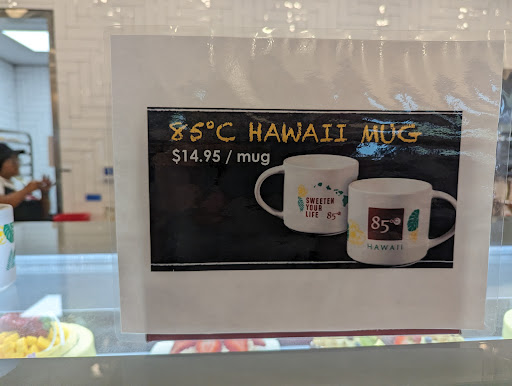 85°C HAWAII MUG
$14.95 / mug
SWEETEN
YOUR
LIFE 85°
85°
HAWAII